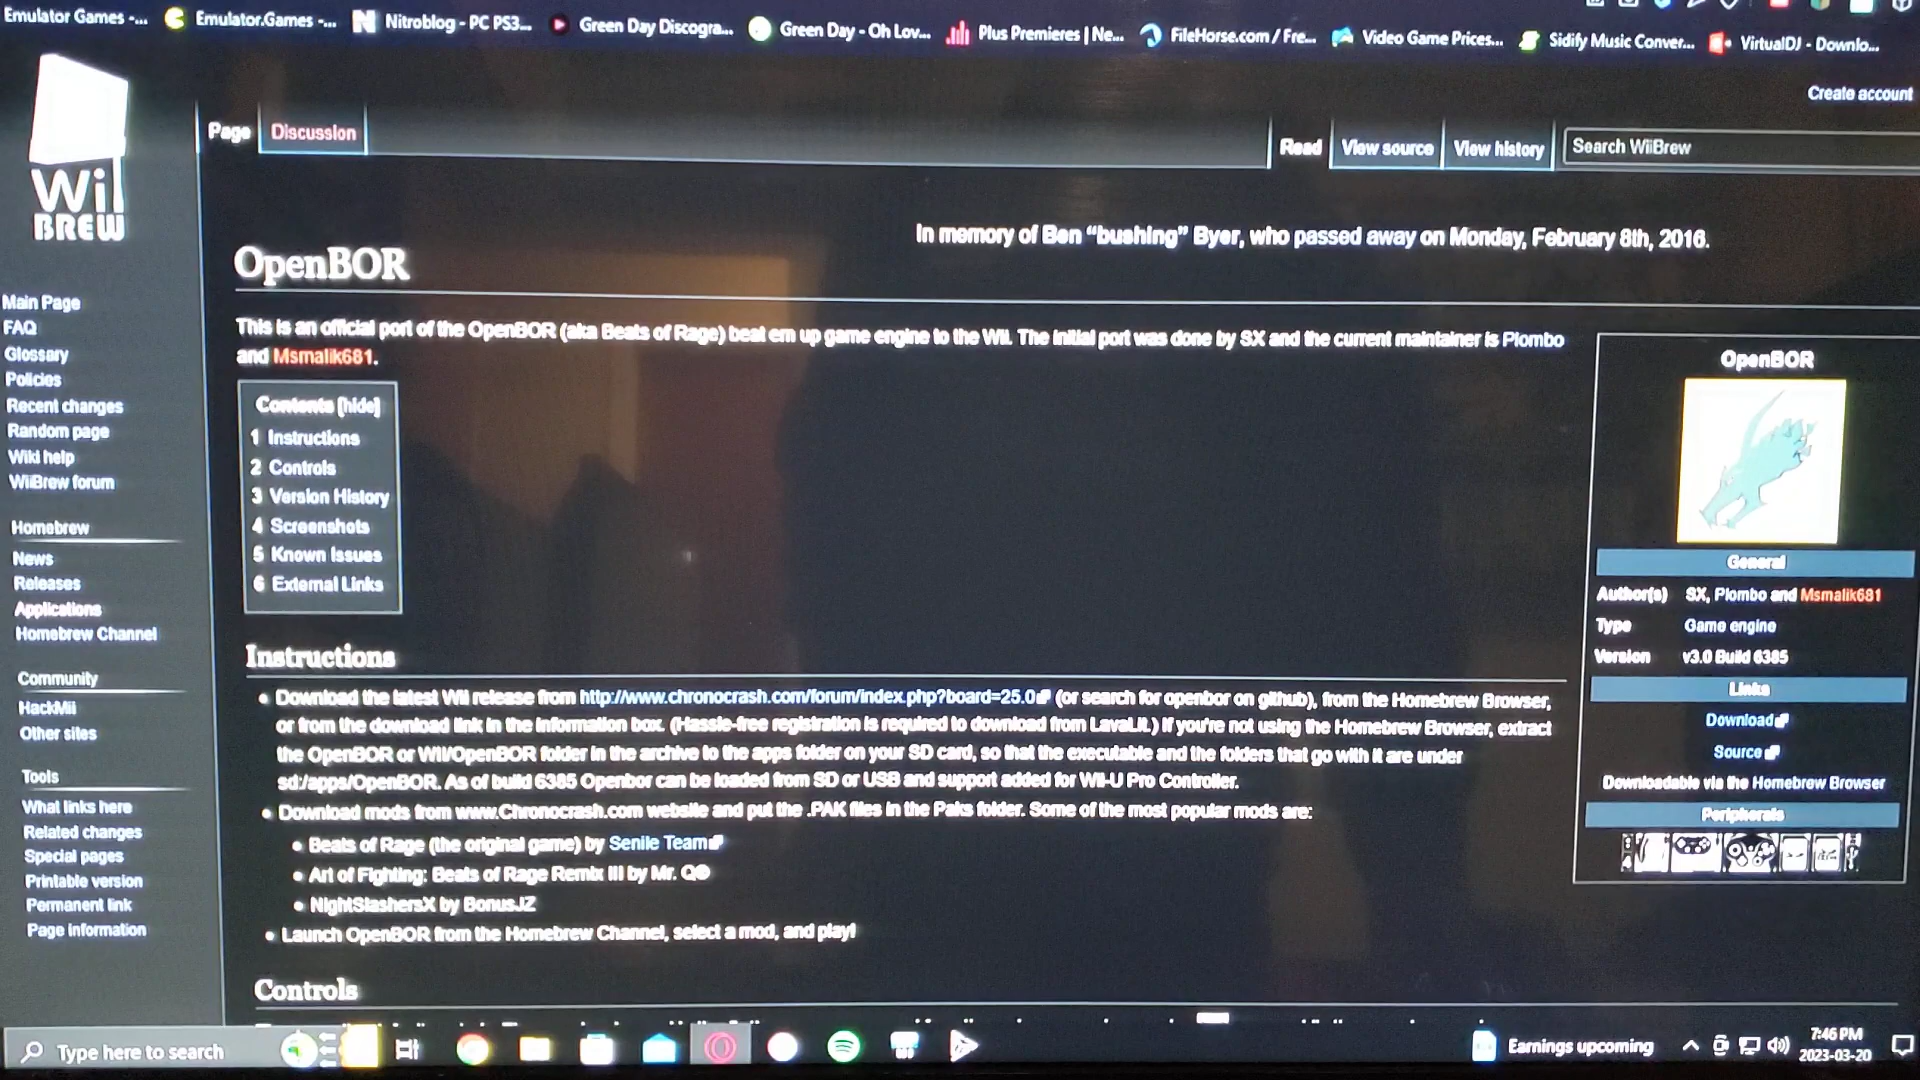 Emulator Games -... Emulator.Games -... Nitroblog - PC PS3... Green Day Discogra... Green Day - Oh Lov... Plus Premieres | Ne... FileHorse.com / Fre... Video Game Prices... Sidify Music Conver... VirtualDJ - Downlo...
Create account
Page Discussion Read View source View history Search WiiBrew
Wii
BREW
In memory of Ben “bushing” Byer, who passed away on Monday, February 8th, 2016.
OpenBOR
This is an official port of the OpenBOR (aka Beats of Rage) beat em up game engine to the Wii. The initial port was done by SX and the current maintainer is Plombo
and Msmalik681.
Main Page
FAQ
Glossary
Policies
Recent changes
Random page
Wiki help
WiiBrew forum
Homebrew
News
Releases
Applications
Homebrew Channel
Community
HackMii
Other sites
Tools
What links here
Related changes
Special pages
Printable version
Permanent link
Page information
Contents [hide]
1 Instructions
2 Controls
3 Version History
4 Screenshots
5 Known Issues
6 External Links
OpenBOR
General
Author(s) SX, Plombo and Msmalik681
Type Game engine
Version v3.0 Build 6385
Links
Download
Source
Downloadable via the Homebrew Browser
Peripherals
Instructions
Download the latest Wii release from http://www.chronocrash.com/forum/index.php?board=25.0 (or search for openbor on github), from the Homebrew Browser,
or from the download link in the information box. (Hassle-free registration is required to download from LavaLit.) If you're not using the Homebrew Browser, extract
the OpenBOR or Wii/OpenBOR folder in the archive to the apps folder on your SD card, so that the executable and the folders that go with it are under
sd:/apps/OpenBOR. As of build 6385 Openbor can be loaded from SD or USB and support added for Wii-U Pro Controller.
Download mods from www.Chronocrash.com website and put the .PAK files in the Paks folder. Some of the most popular mods are:
Beats of Rage (the original game) by Senile Team
Art of Fighting: Beats of Rage Remix III by Mr. Q®
NightSlashersX by BonusJZ
Launch OpenBOR from the Homebrew Channel, select a mod, and play!
Controls
Type here to search
Earnings upcoming
7:46 PM
2023-03-20